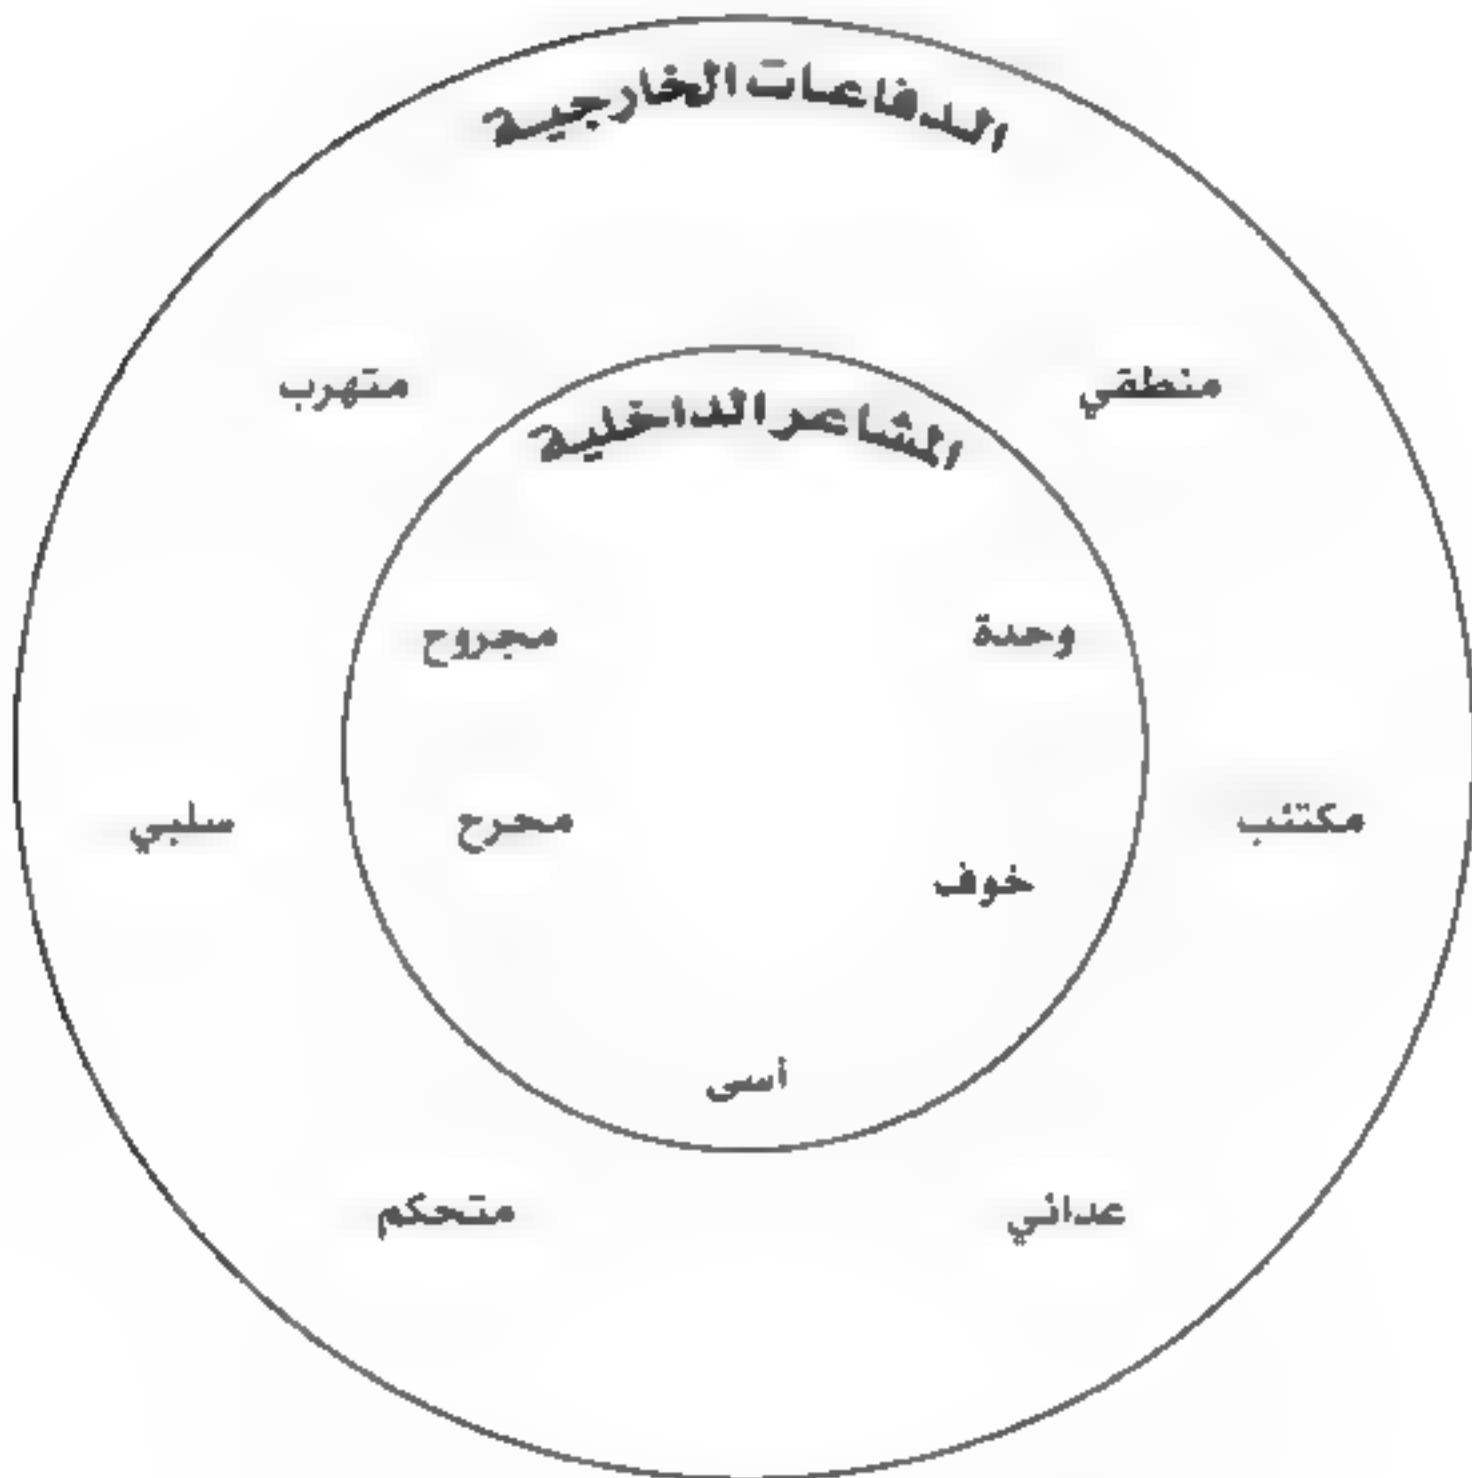 الدفاعات الخارجية
منطقي
متهرب
المشاعر الداخلية
وحدة
مجروح
مكتئب
خوف
محرج
سلبي
أسى
عدائي
متحكم